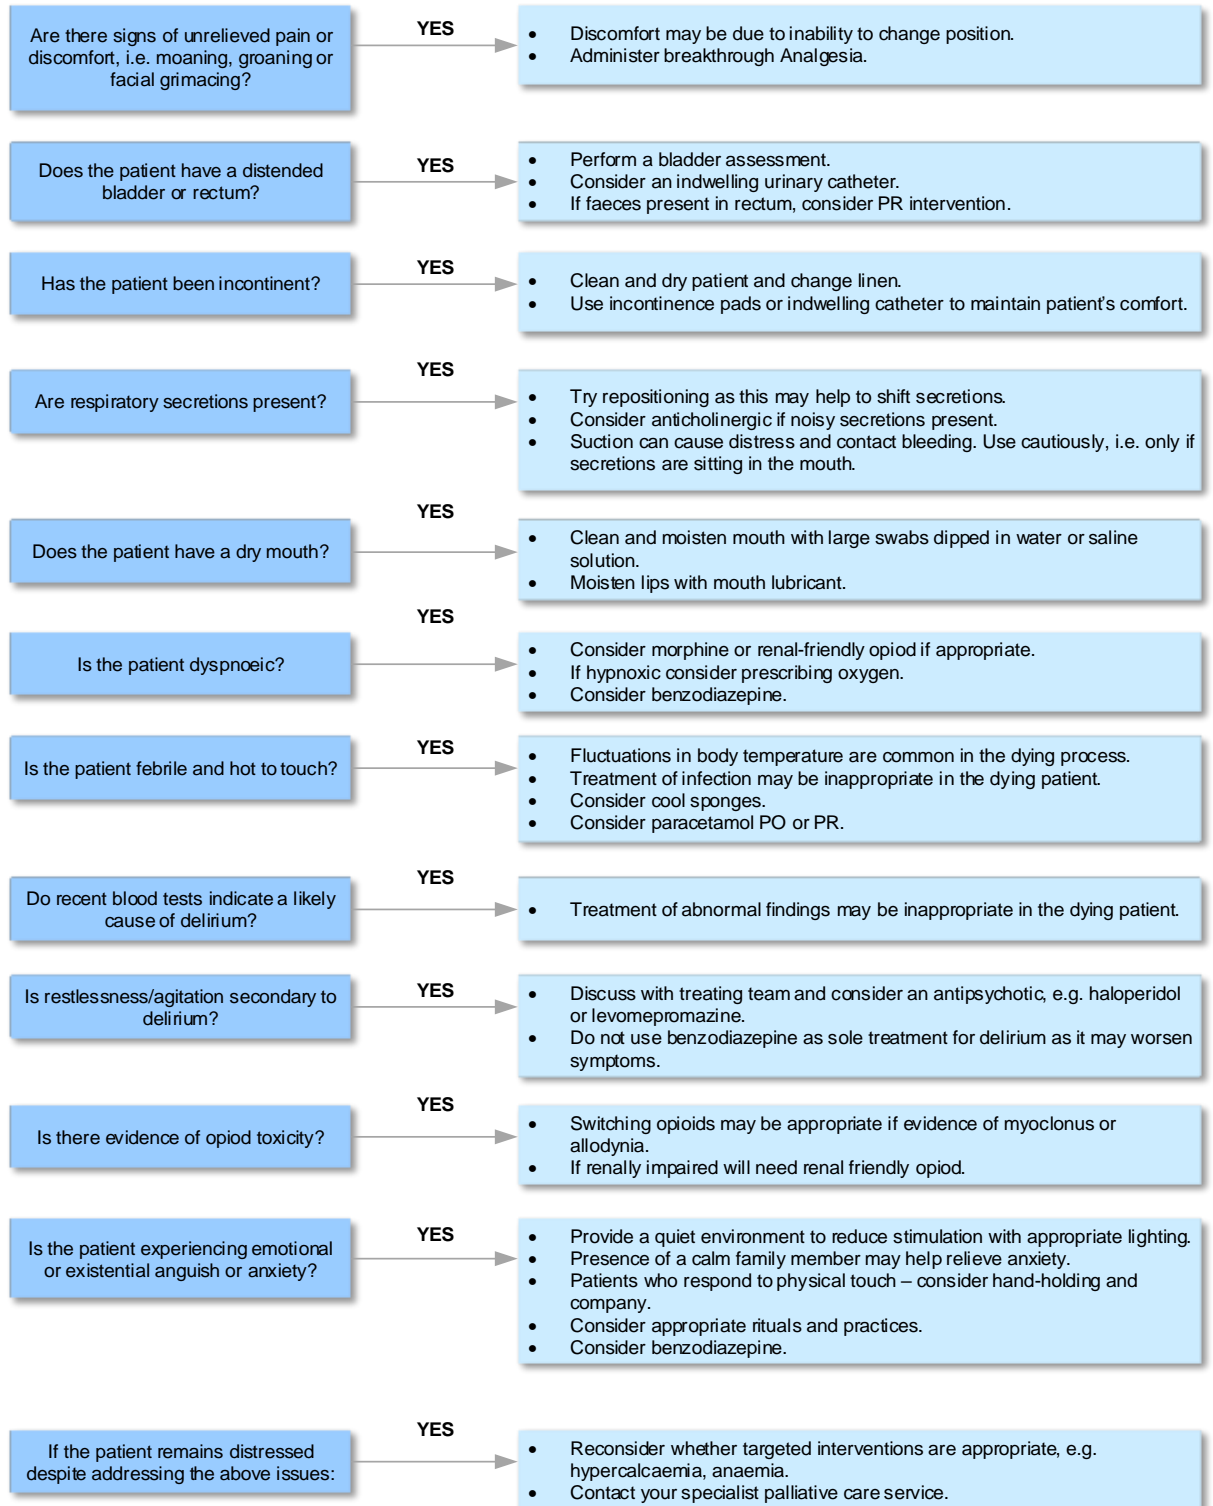 Are there signs of unrelieved pain or
discomfort, i.e. moaning, groaning or
facial grimacing?
YES
• Discomfort may be due to inability to change position.
• Administer breakthrough Analgesia.
Does the patient have a distended
bladder or rectum?
YES
• Perform a bladder assessment.
• Consider an indwelling urinary catheter.
• If faeces present in rectum, consider PR intervention.
Has the patient been incontinent?
YES
• Clean and dry patient and change linen.
• Use incontinence pads or indwelling catheter to maintain patient's comfort.
Are respiratory secretions present?
YES
• Try repositioning as this may help to shift secretions.
• Consider anticholinergic if noisy secretions present.
• Suction can cause distress and contact bleeding. Use cautiously, i.e. only if
secretions are sitting in the mouth.
Does the patient have a dry mouth?
YES
• Clean and moisten mouth with large swabs dipped in water or saline
solution.
• Moisten lips with mouth lubricant.
Is the patient dyspnoeic?
YES
• Consider morphine or renal-friendly opiod if appropriate.
• If hypnoxic consider prescribing oxygen.
• Consider benzodiazepine.
Is the patient febrile and hot to touch?
YES
• Fluctuations in body temperature are common in the dying process.
• Treatment of infection may be inappropriate in the dying patient.
• Consider cool sponges.
• Consider paracetamol PO or PR.
Do recent blood tests indicate a likely
cause of delirium?
YES
• Treatment of abnormal findings may be inappropriate in the dying patient.
Is restlessness/agitation secondary to
delirium?
YES
• Discuss with treating team and consider an antipsychotic, e.g. haloperidol
or levomepromazine.
• Do not use benzodiazepine as sole treatment for delirium as it may worsen
symptoms.
Is there evidence of opiod toxicity?
YES
• Switching opioids may be appropriate if evidence of myoclonus or
allodynia.
• If renally impaired will need renal friendly opiod.
Is the patient experiencing emotional
or existential anguish or anxiety?
YES
• Provide a quiet environment to reduce stimulation with appropriate lighting.
• Presence of a calm family member may help relieve anxiety.
• Patients who respond to physical touch – consider hand-holding and
company.
• Consider appropriate rituals and practices.
• Consider benzodiazepine.
If the patient remains distressed
despite addressing the above issues:
YES
• Reconsider whether targeted interventions are appropriate, e.g.
hypercalcaemia, anaemia.
• Contact your specialist palliative care service.